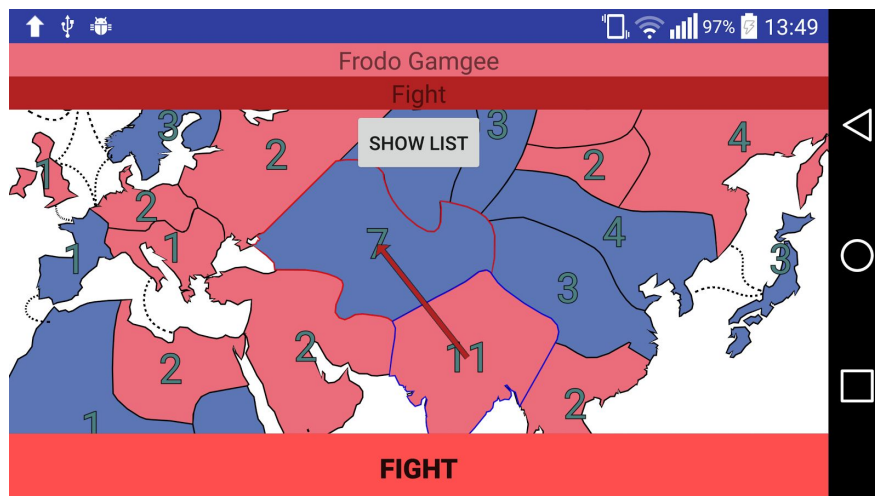 97% 13:49
Frodo Gamgee
Fight
SHOW LIST
3 3 4
1 2 2
2
1 1 7 4 3
3
2 2 11
2
1
FIGHT